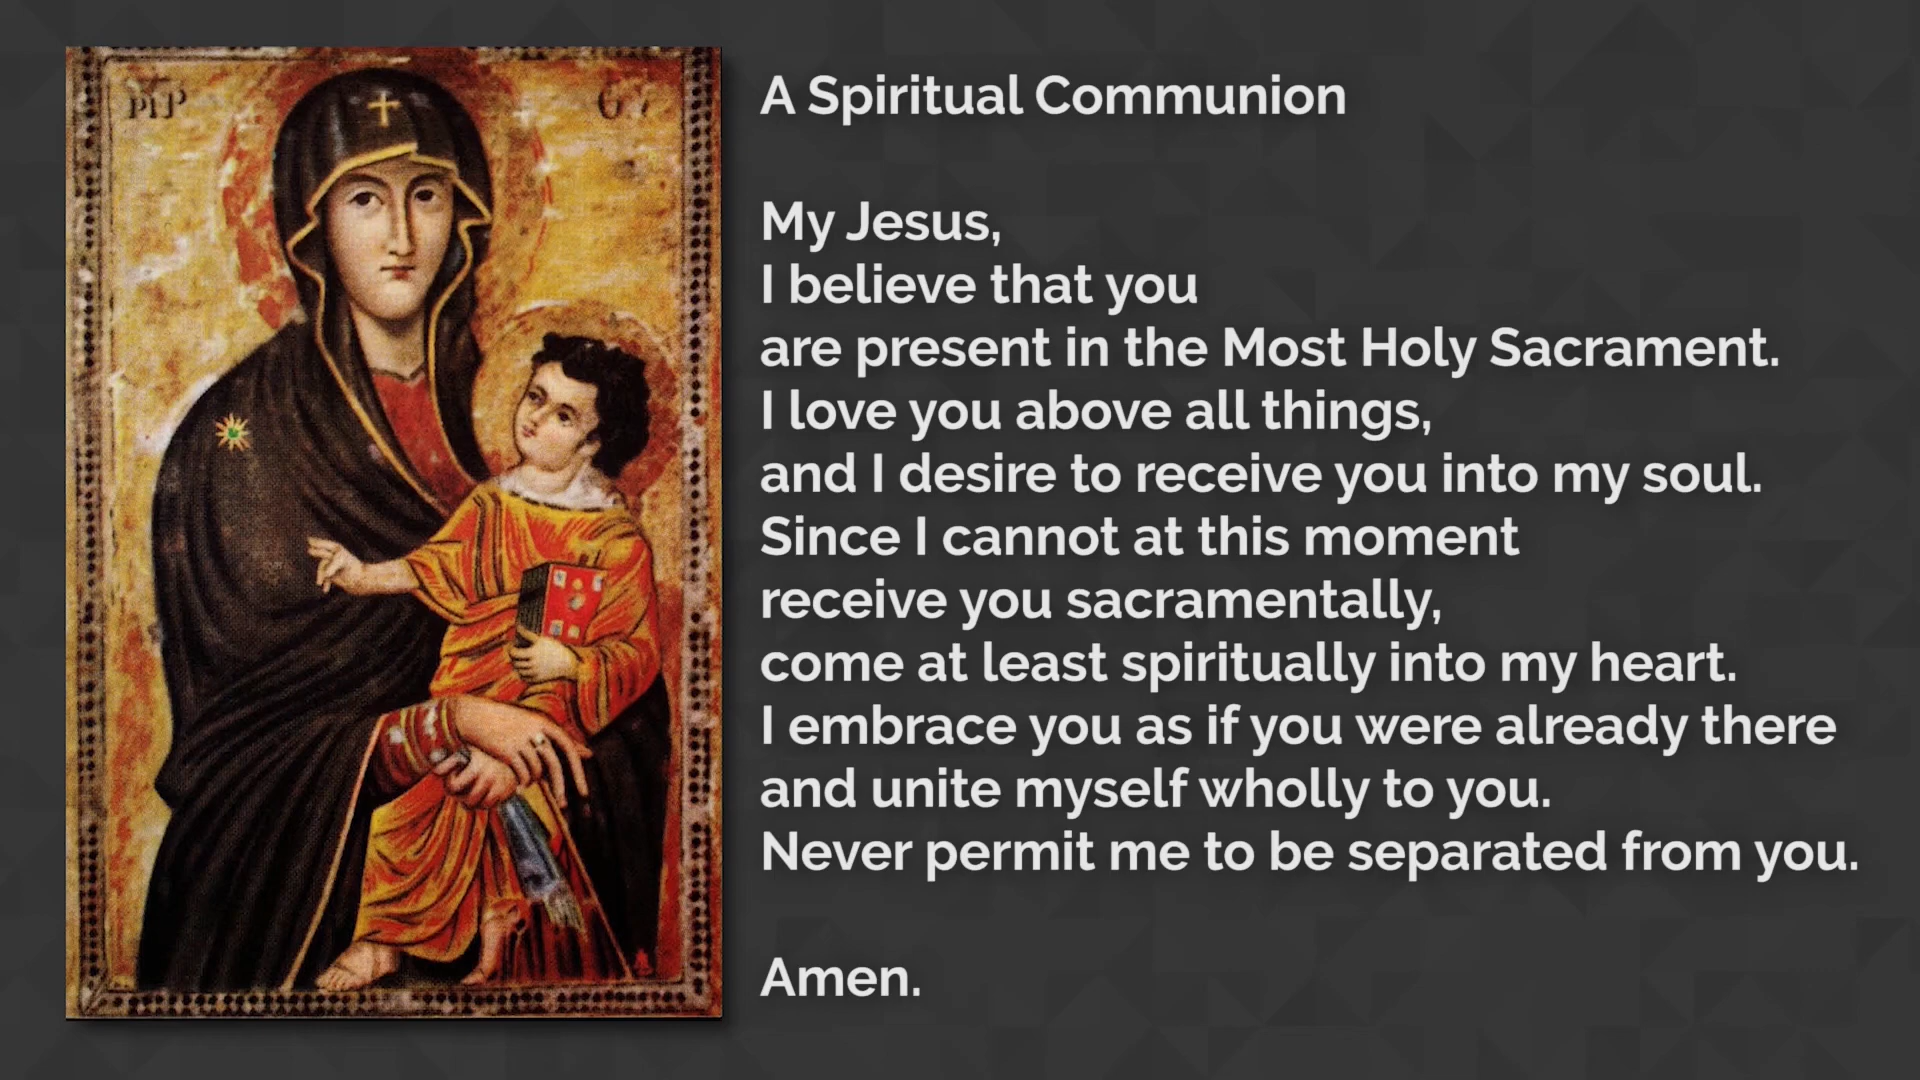 A Spiritual Communion
My Jesus,
I believe that you
are present in the Most Holy Sacrament.
I love you above all things,
and I desire to receive you into my soul.
Since I cannot at this moment
receive you sacramentally,
come at least spiritually into my heart.
I embrace you as if you were already there
and unite myself wholly to you.
Never permit me to be separated from you.
Amen.